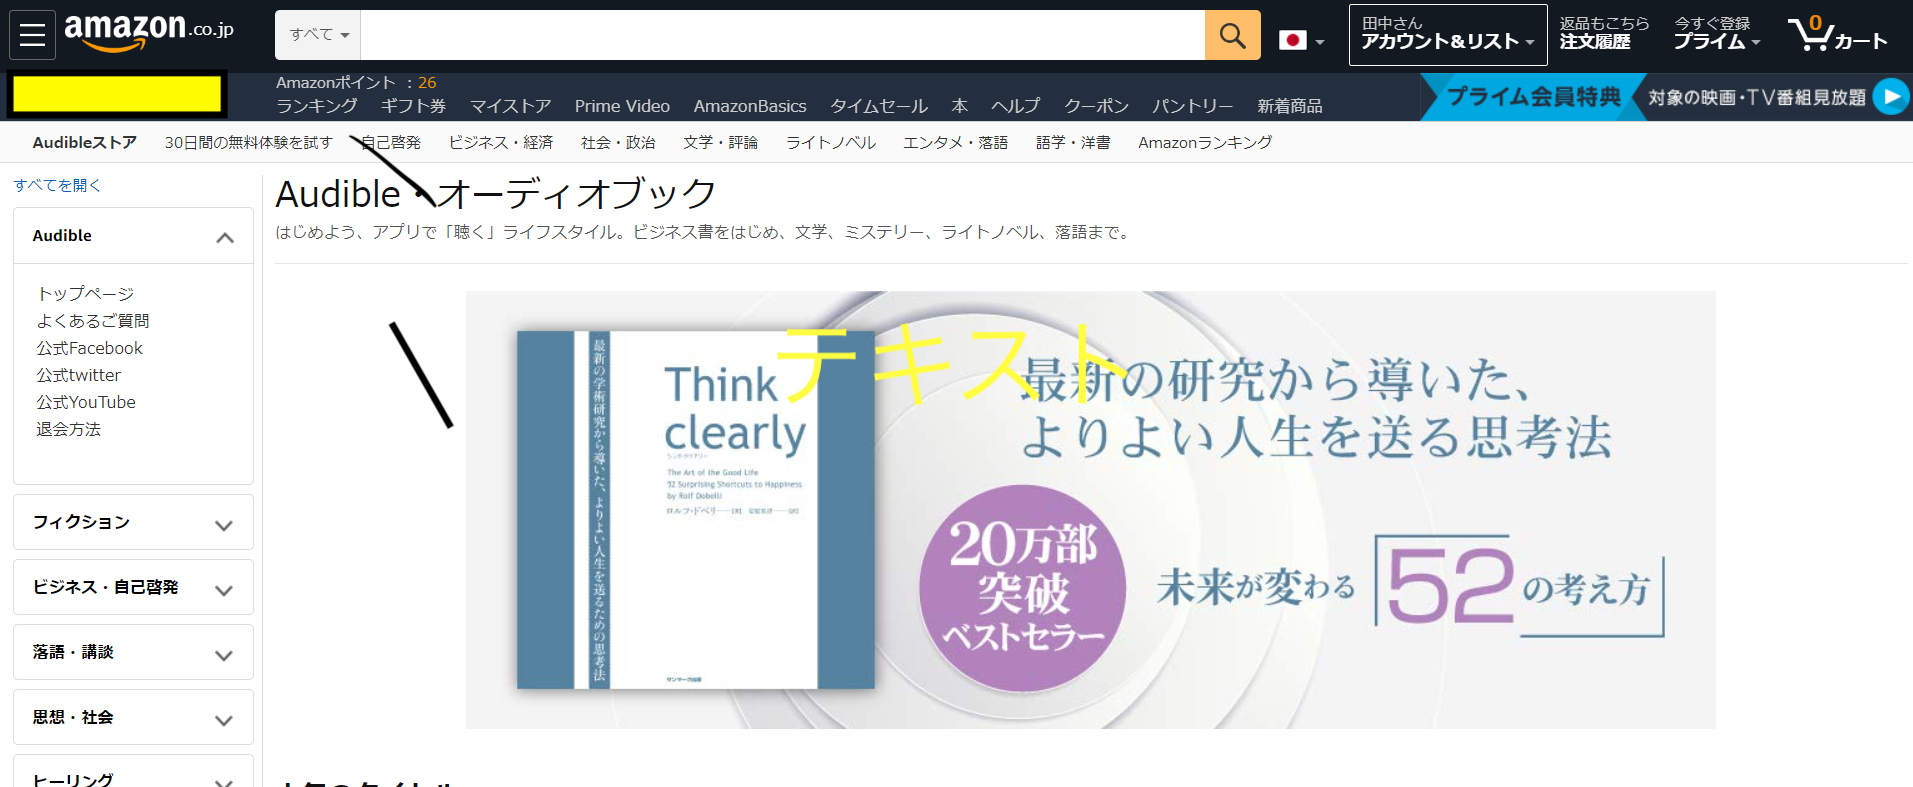 amazon.co.jp
すべて
田中さん
アカウント&リスト
返品もこちら
注文履歴
今すぐ登録
プライム
0
カート
Amazonポイント ：26
ランキング ギフト券 マイストア Prime Video AmazonBasics タイムセール 本 ヘルプ クーポン パントリー 新着商品
プライム会員特典 対象の映画・TV番組見放題
Audibleストア 30日間の無料体験を試す 自己啓発 ビジネス・経済 社会・政治 文学・評論 ライトノベル エンタメ・落語 語学・洋書 Amazonランキング
すべてを開く
Audible
トップページ
よくあるご質問
公式Facebook
公式twitter
公式YouTube
退会方法
フィクション
ビジネス・自己啓発
落語・講談
思想・社会
ヒーリング
Audible・オーディオブック
はじめよう、アプリで「聴く」ライフスタイル。ビジネス書をはじめ、文学、ミステリー、ライトノベル、落語まで。
テキスト
最新の学術研究から導いた、よりよい人生を送るための思考法
Think
clearly
シンク・クリアリー
The Art of the Good Life
52 Surprising Shortcuts to Happiness
by Rolf Dobelli
ロルフ・ドベリ
サンマーク出版
最新の研究から導いた、
よりよい人生を送る思考法
20万部
突破
ベストセラー
未来が変わる 52の考え方